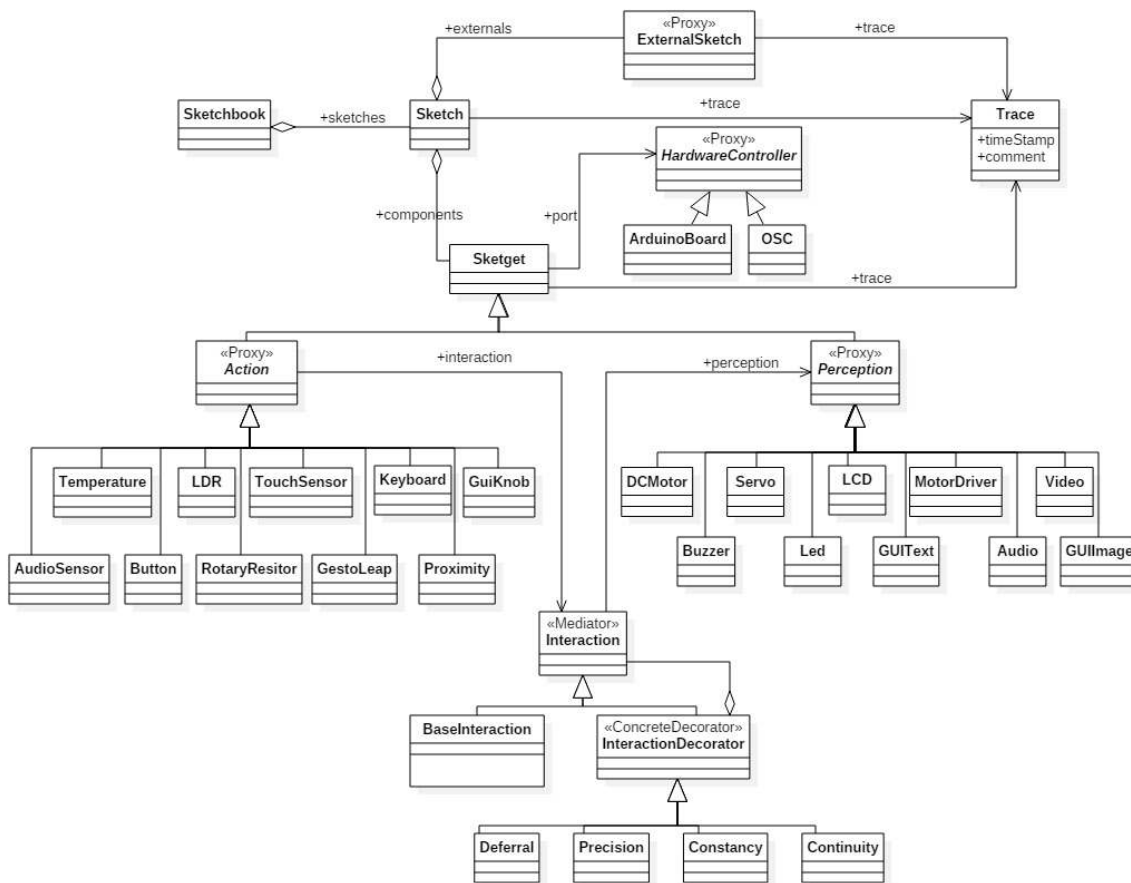 +externals
«Proxy»
ExternalSketch
+trace
Sketchbook
+sketches
Sketch
+trace
Trace
+timeStamp
+comment
«Proxy»
HardwareController
+components
+port
ArduinoBoard
OSC
Sketget
+trace
«Proxy»
Action
+interaction
+perception
«Proxy»
Perception
Temperature
LDR
TouchSensor
Keyboard
GuiKnob
DCMotor
Servo
LCD
MotorDriver
Video
AudioSensor
Button
RotaryResitor
GestoLeap
Proximity
Buzzer
Led
GUIText
Audio
GUIImage
«Mediator»
Interaction
BaseInteraction
«ConcreteDecorator»
InteractionDecorator
Deferral
Precision
Constancy
Continuity